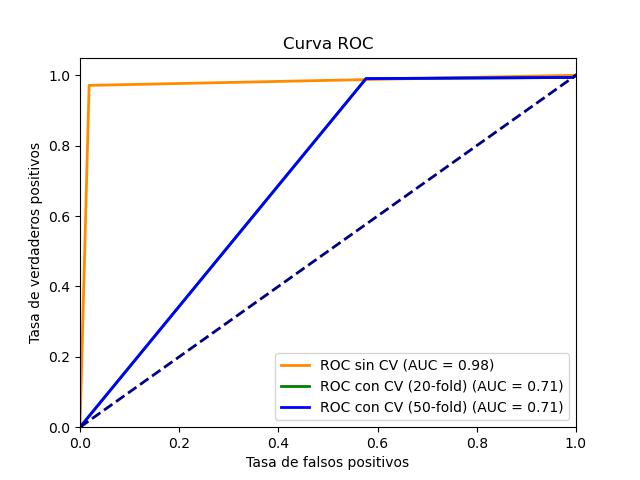 Curva ROC
1.0
0.8
0.6
0.4
0.2
0.0
Tasa de verdaderos positivos
ROC sin CV (AUC = 0.98)
ROC con CV (20-fold) (AUC = 0.71)
ROC con CV (50-fold) (AUC = 0.71)
0.0 0.2 0.4 0.6 0.8 1.0
Tasa de falsos positivos